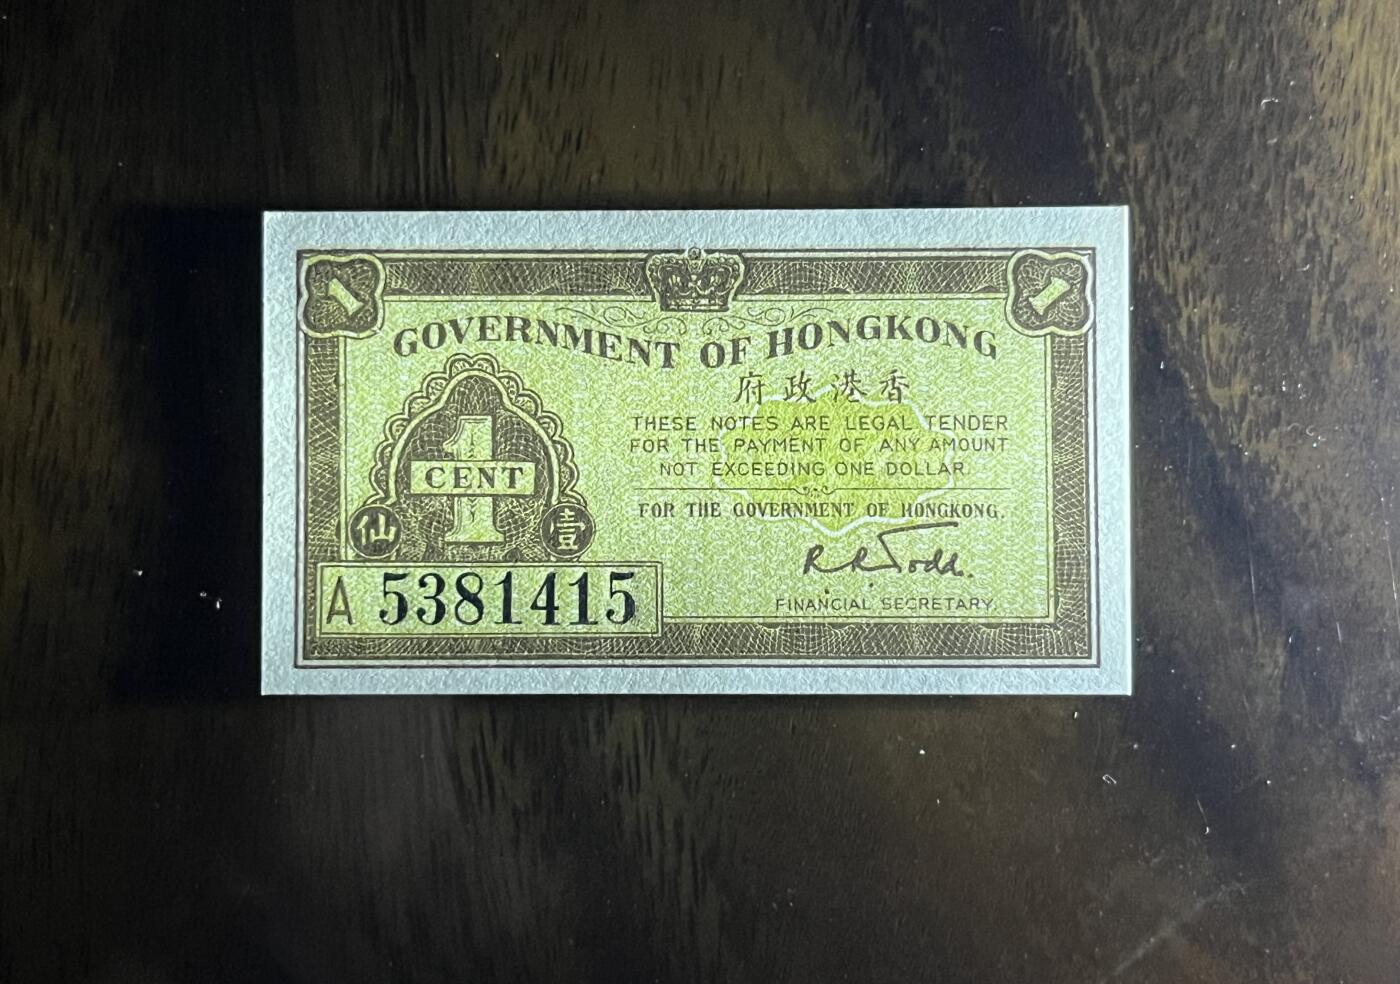 1 1
GOVERNMENT OF HONGKONG
府政港香
THESE NOTES ARE LEGAL TENDER
FOR THE PAYMENT OF ANY AMOUNT
NOT EXCEEDING ONE DOLLAR.
FOR THE GOVERNMENT OF HONGKONG.
R. R. Todd.
FINANCIAL SECRETARY.
1
CENT
仙 壹
A 5381415